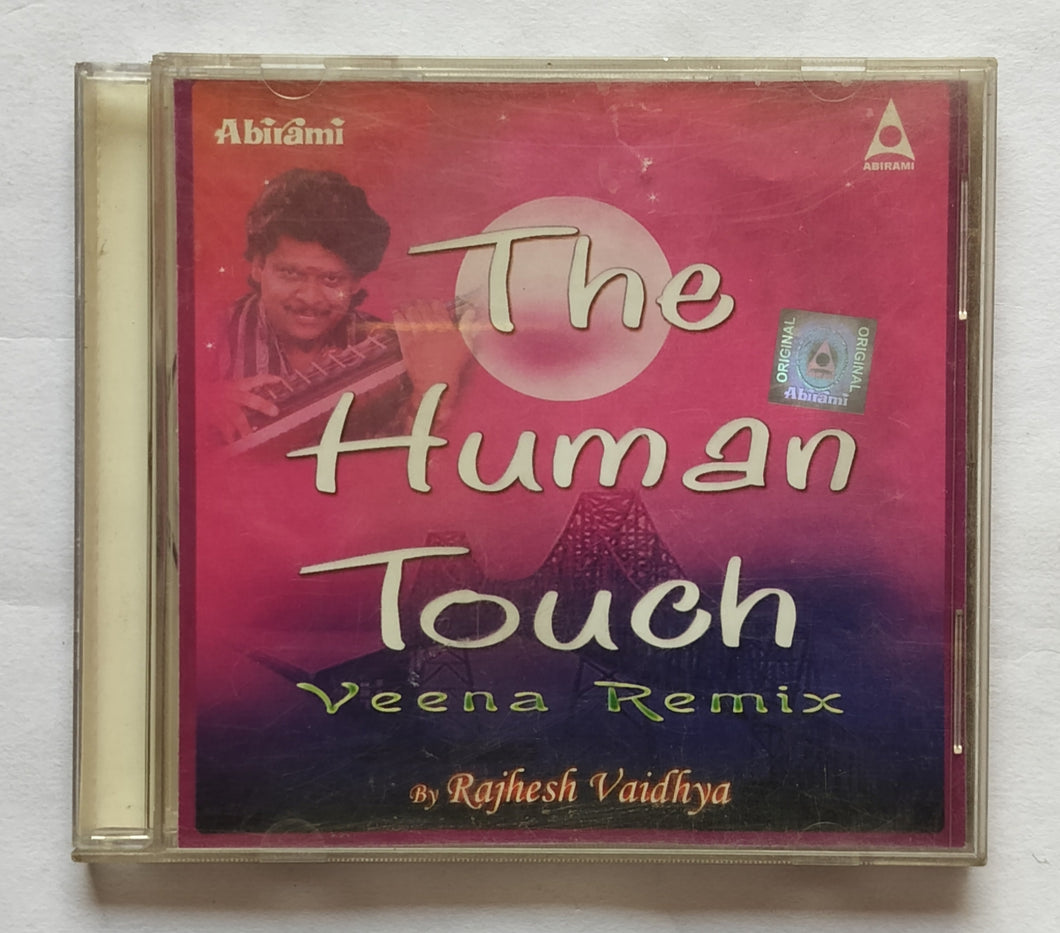 Abirami
ABIRAMI
The
Human
ORIGINAL
ORIGINAL
Abirami
Touch
Veena Remix
By Rajhesh Vaidhya